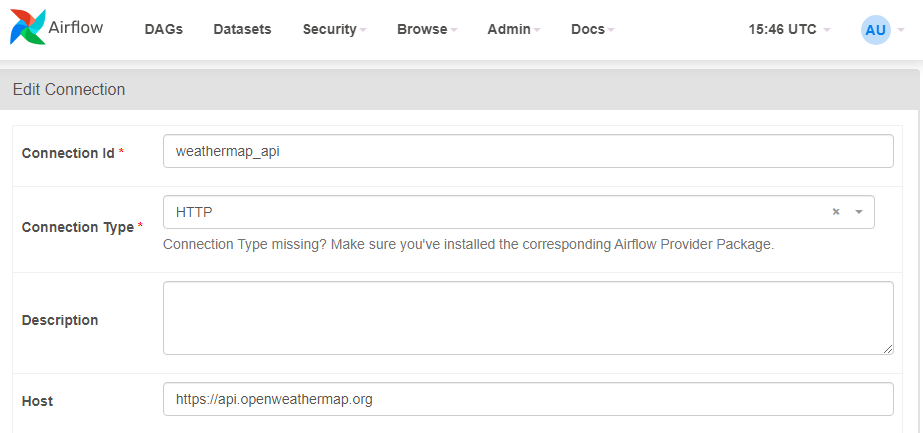 Airflow DAGs Datasets Security Browse Admin Docs 15:46 UTC AU
Edit Connection
Connection Id * weathermap_api
Connection Type * HTTP × 
Connection Type missing? Make sure you've installed the corresponding Airflow Provider Package.
Description
Host https://api.openweathermap.org